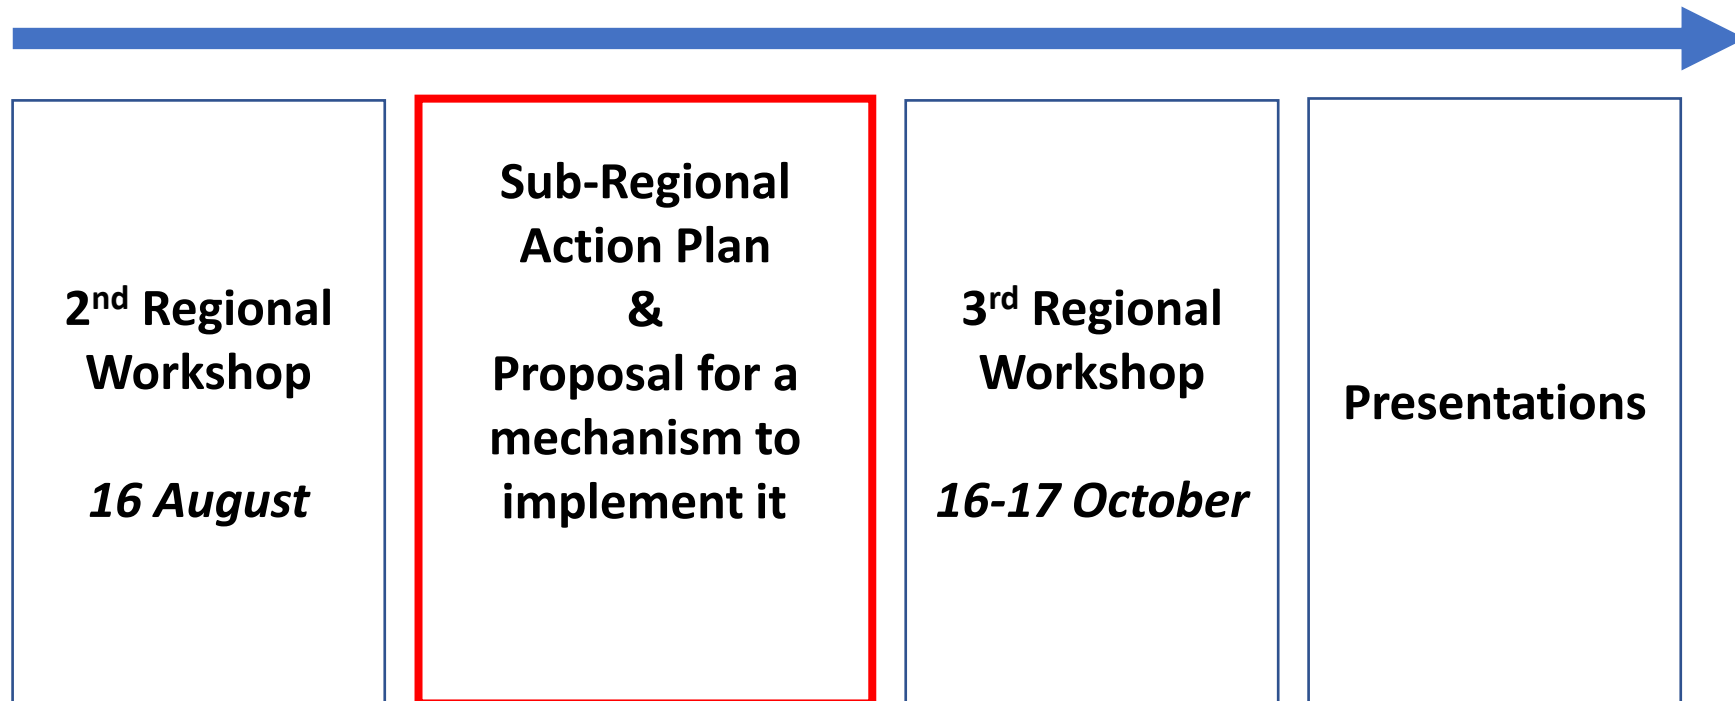 2nd Regional
Workshop
16 August
Sub-Regional
Action Plan
&
Proposal for a
mechanism to
implement it
3rd Regional
Workshop
16-17 October
Presentations